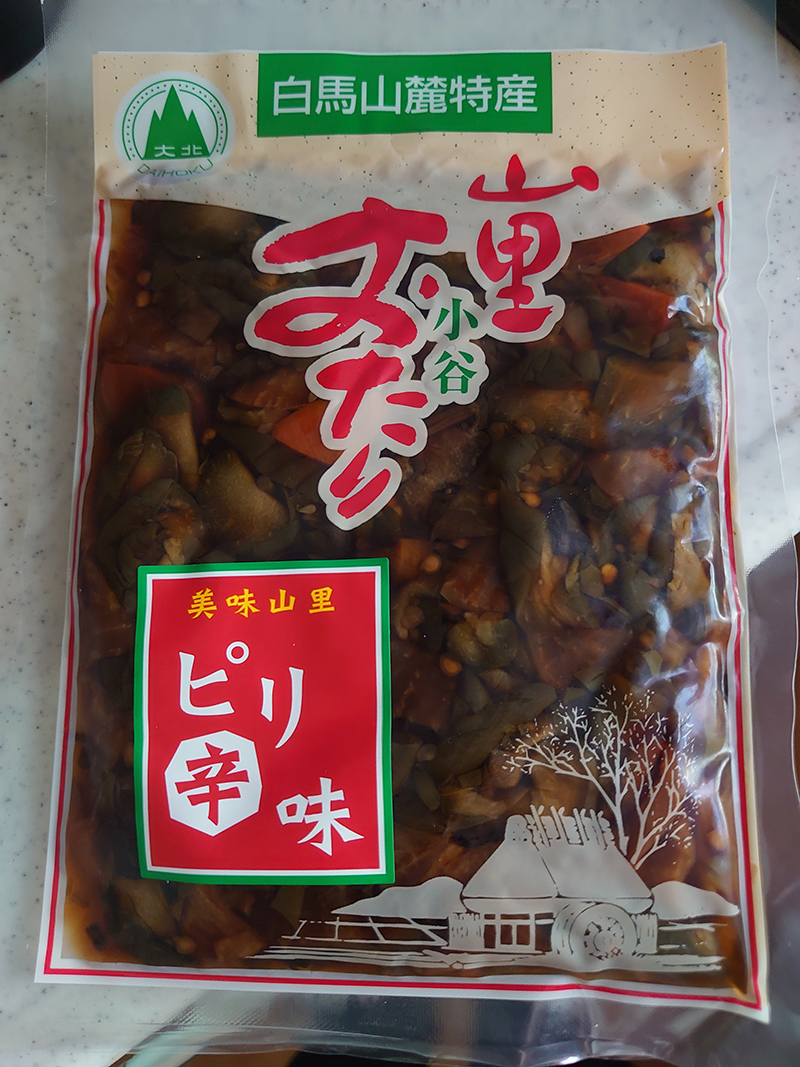 白馬山麓特産
大北
DAIHOKU
山里
おたり
小谷
美味山里
ピリ
辛味